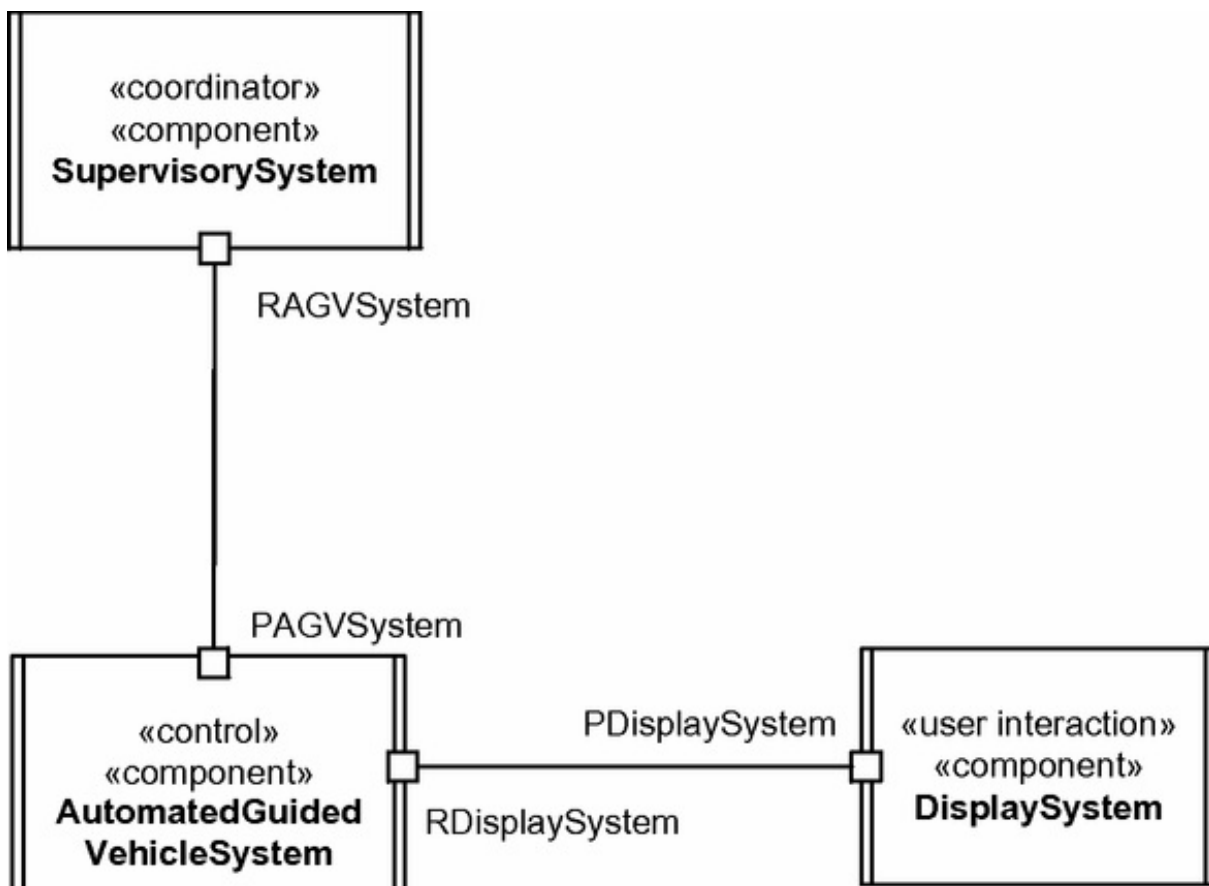 «coordinator»
«component»
SupervisorySystem
RAGVSystem
PAGVSystem
«control»
«component»
AutomatedGuided
VehicleSystem
PDisplaySystem
RDisplaySystem
«user interaction»
«component»
DisplaySystem